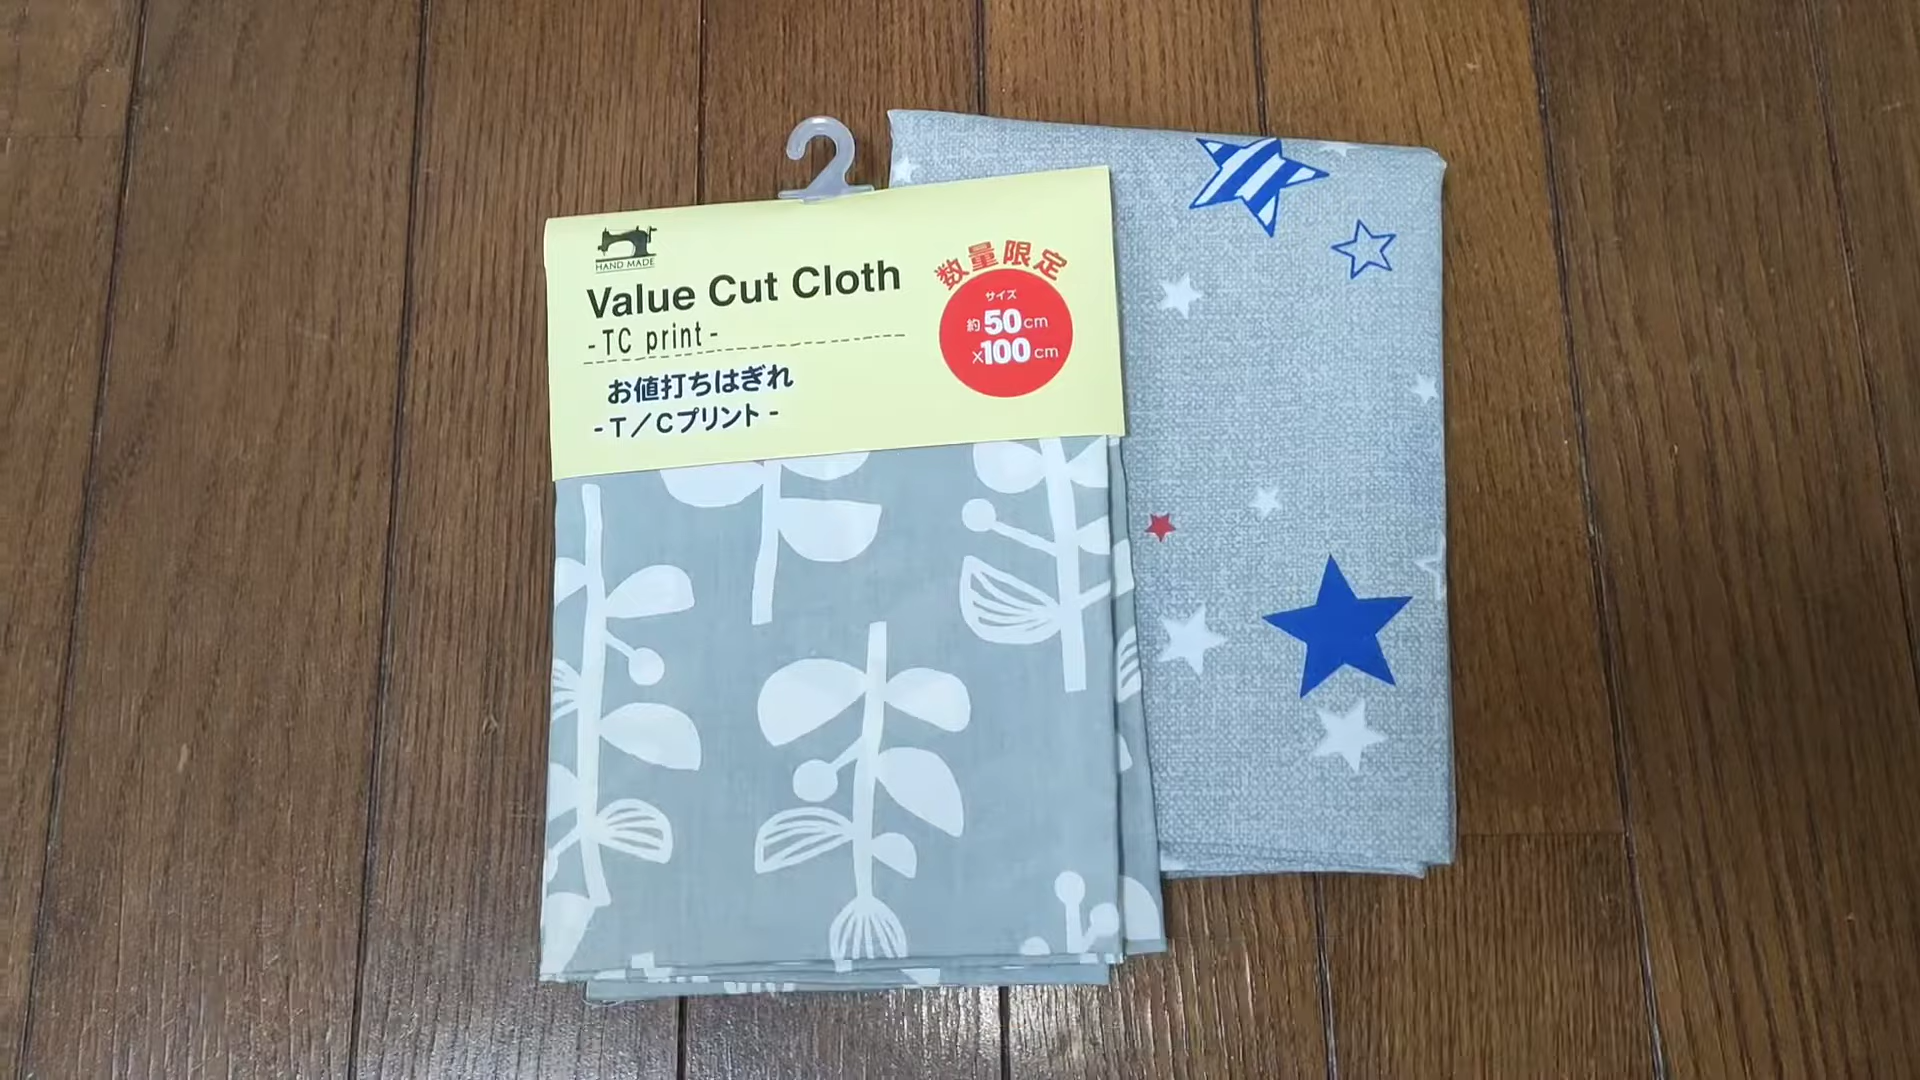 HAND MADE
Value Cut Cloth
-TC print-
お値打ちはぎれ
-T/Cプリント-
数量限定
サイズ
約50cm
x100cm